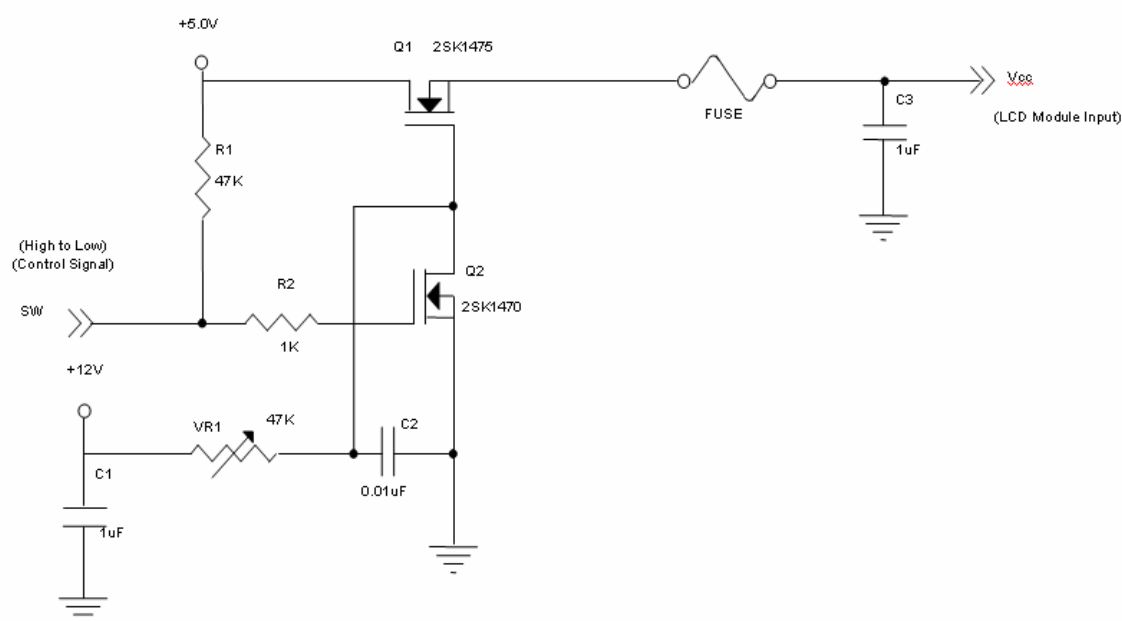 +5.0V
Q1 2SK1475
Vcc
C3
FUSE
(LCD Module Input)
R1
1uF
47K
(High to Low)
(Control Signal)
Q2
R2
SW
2SK1470
1K
+12V
47K
VR1
C2
C1
0.01uF
1uF